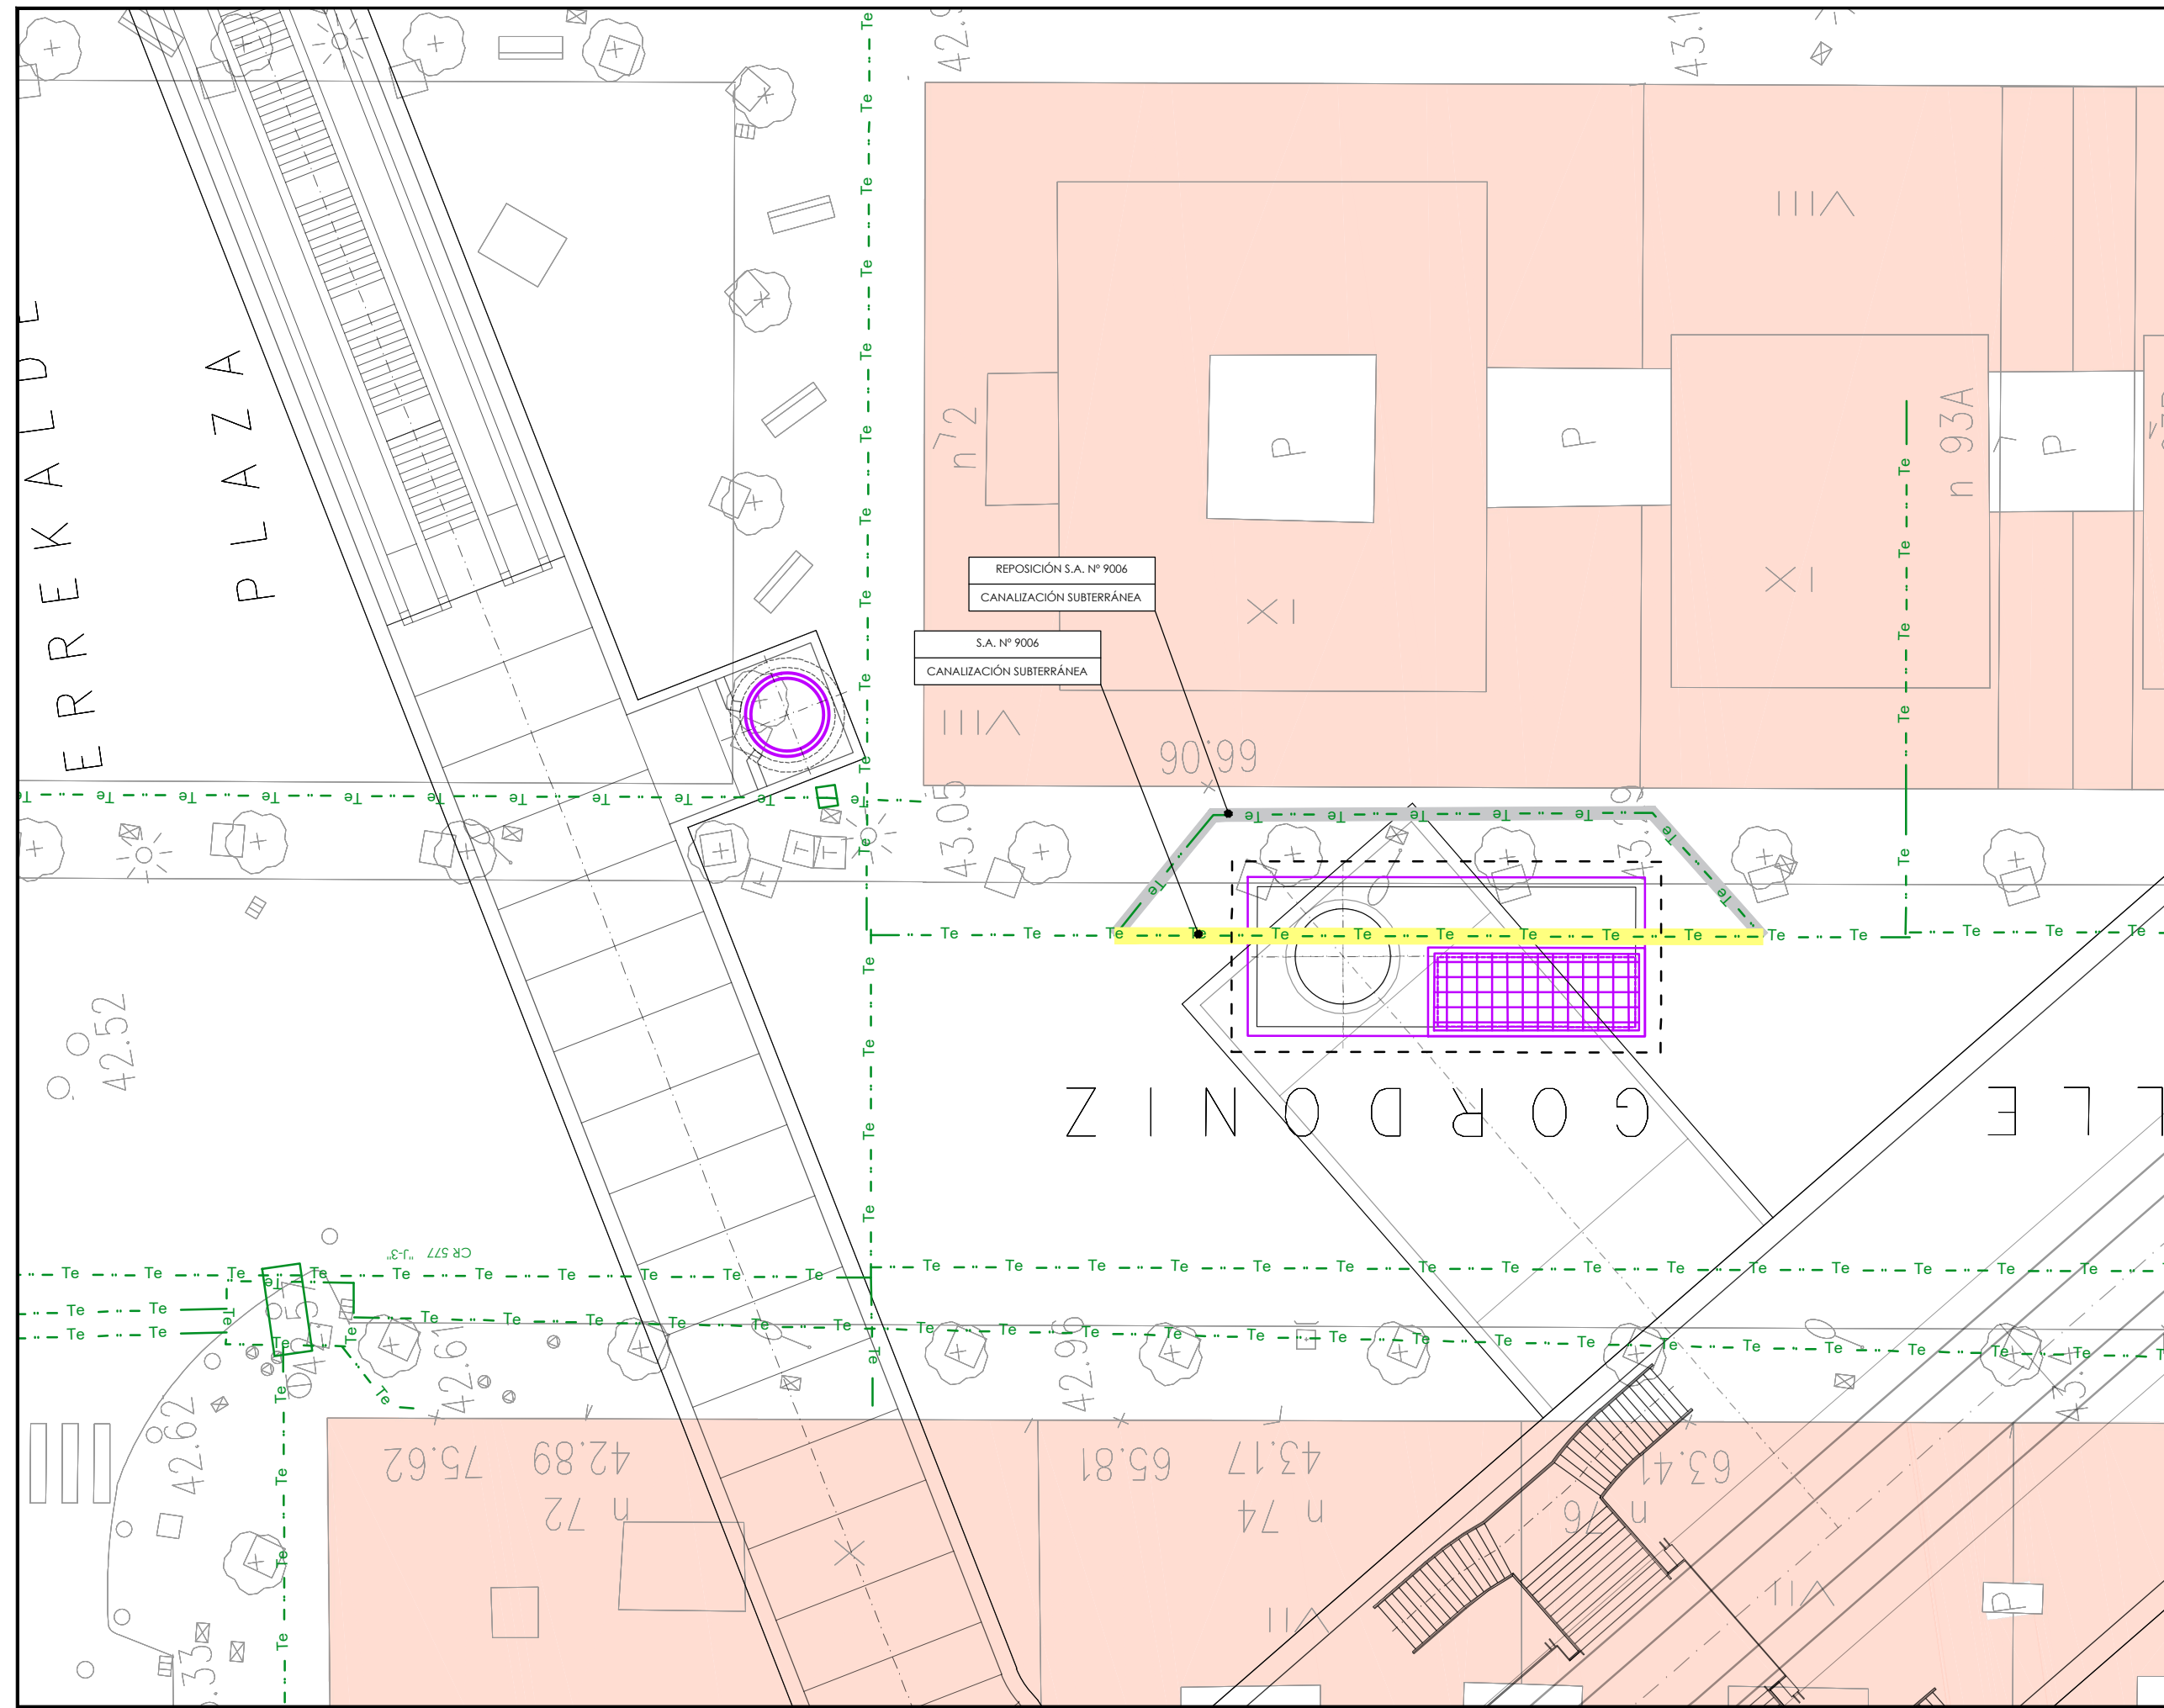 ERREKALDE
PLAZA
n 2
P
P
P
n 93A
VIII
XI
XI
VIII
REPOSICIÓN S.A. Nº 9006
CANALIZACIÓN SUBTERRÁNEA
S.A. Nº 9006
CANALIZACIÓN SUBTERRÁNEA
66.06
43.05
Te
GORDONIZ
LLE
42.52
CR 577 "J-3"
42.61
42.96
42.62
75.62
42.89
n 72
65.81
43.17
n 74
63.41
n 76
X
VII
VII
P